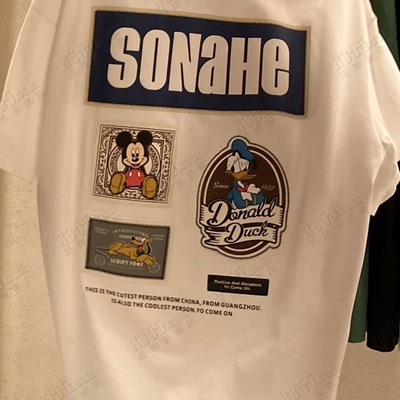 SONAHE
Since 1932
Donald
Duck
SCRIPT FONT
Positive And Decadent.
Yo Come On.
THIS IS THE CUTEST PERSON FROM CHINA, FROM GUANGZHOU.
IS ALSO THE COOLEST PERSON.YO COME ON